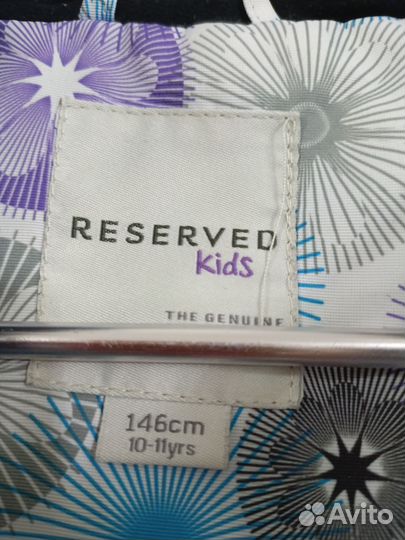 RESERVED
Kids
THE GENUINE
146cm
10-11yrs
Avito